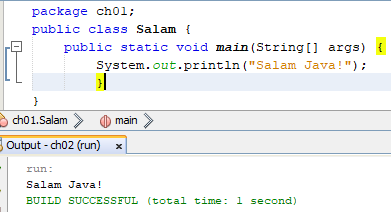 package ch01;
public class Salam {
public static void main(String[] args) {
System.out.println("Salam Java!");
}
}
ch01.Salam main
Output - ch02 (run) x
run:
Salam Java!
BUILD SUCCESSFUL (total time: 1 second)